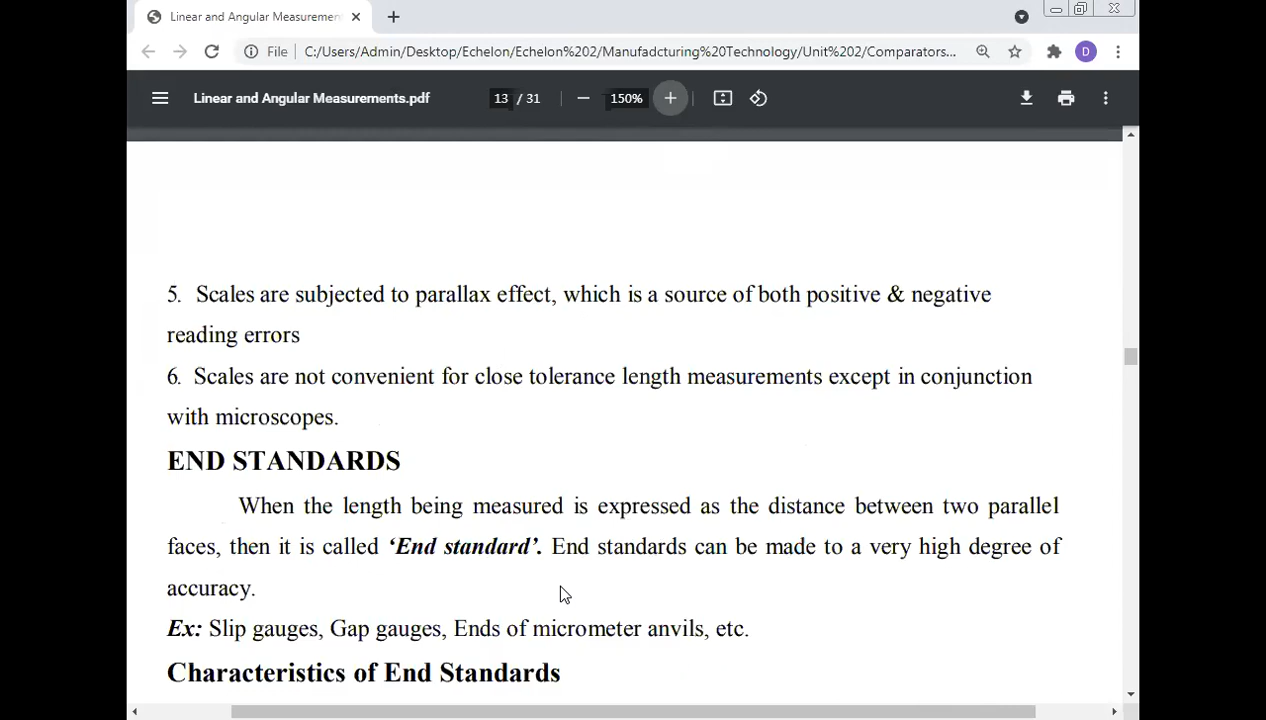 Linear and Angular Measurement
File C:/Users/Admin/Desktop/Echelon/Echelon%202/Manufadcturing%20Technology/Unit%202/Comparators...
D
Linear and Angular Measurements.pdf 13 / 31 150%
5. Scales are subjected to parallax effect, which is a source of both positive & negative
reading errors
6. Scales are not convenient for close tolerance length measurements except in conjunction
with microscopes.
END STANDARDS
When the length being measured is expressed as the distance between two parallel
faces, then it is called ‘End standard’. End standards can be made to a very high degree of
accuracy.
Ex: Slip gauges, Gap gauges, Ends of micrometer anvils, etc.
Characteristics of End Standards